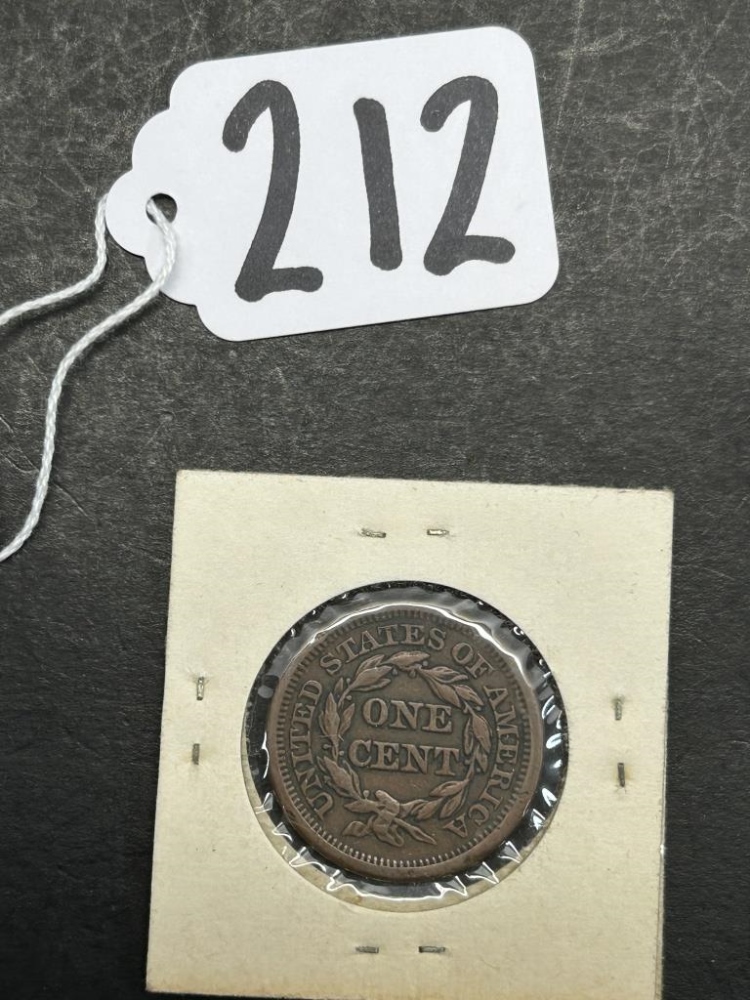 212
UNITED STATES OF AMERICA
ONE
CENT